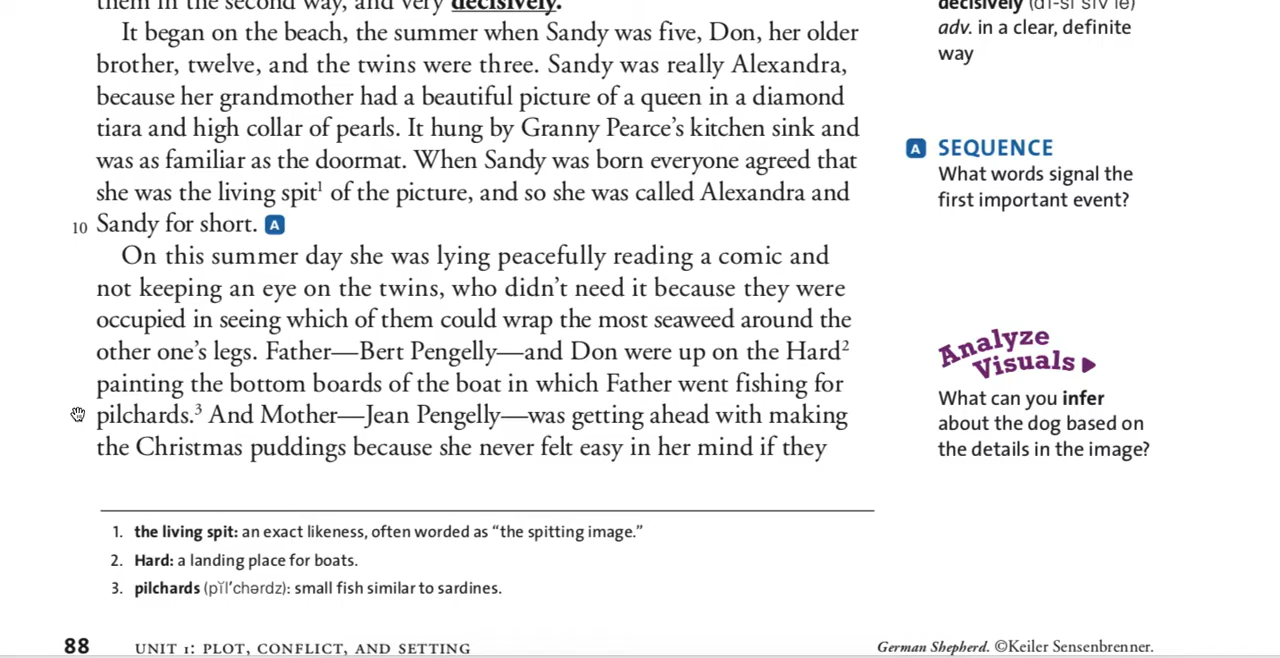 them in the second way, and very decisively.
It began on the beach, the summer when Sandy was five, Don, her older
brother, twelve, and the twins were three. Sandy was really Alexandra,
because her grandmother had a beautiful picture of a queen in a diamond
tiara and high collar of pearls. It hung by Granny Pearce’s kitchen sink and
was as familiar as the doormat. When Sandy was born everyone agreed that
she was the living spit1 of the picture, and so she was called Alexandra and
10 Sandy for short. A
On this summer day she was lying peacefully reading a comic and
not keeping an eye on the twins, who didn’t need it because they were
occupied in seeing which of them could wrap the most seaweed around the
other one’s legs. Father—Bert Pengelly—and Don were up on the Hard2
painting the bottom boards of the boat in which Father went fishing for
pilchards.3 And Mother—Jean Pengelly—was getting ahead with making
the Christmas puddings because she never felt easy in her mind if they
1. the living spit: an exact likeness, often worded as “the spitting image.”
2. Hard: a landing place for boats.
3. pilchards (pĭl′chərdz): small fish similar to sardines.
88 UNIT 1: PLOT, CONFLICT, AND SETTING
decisively
adv. in a clear, definite
way
A SEQUENCE
What words signal the
first important event?
Analyze
Visuals
What can you infer
about the dog based on
the details in the image?
German Shepherd. ©Keiler Sensenbrenner.